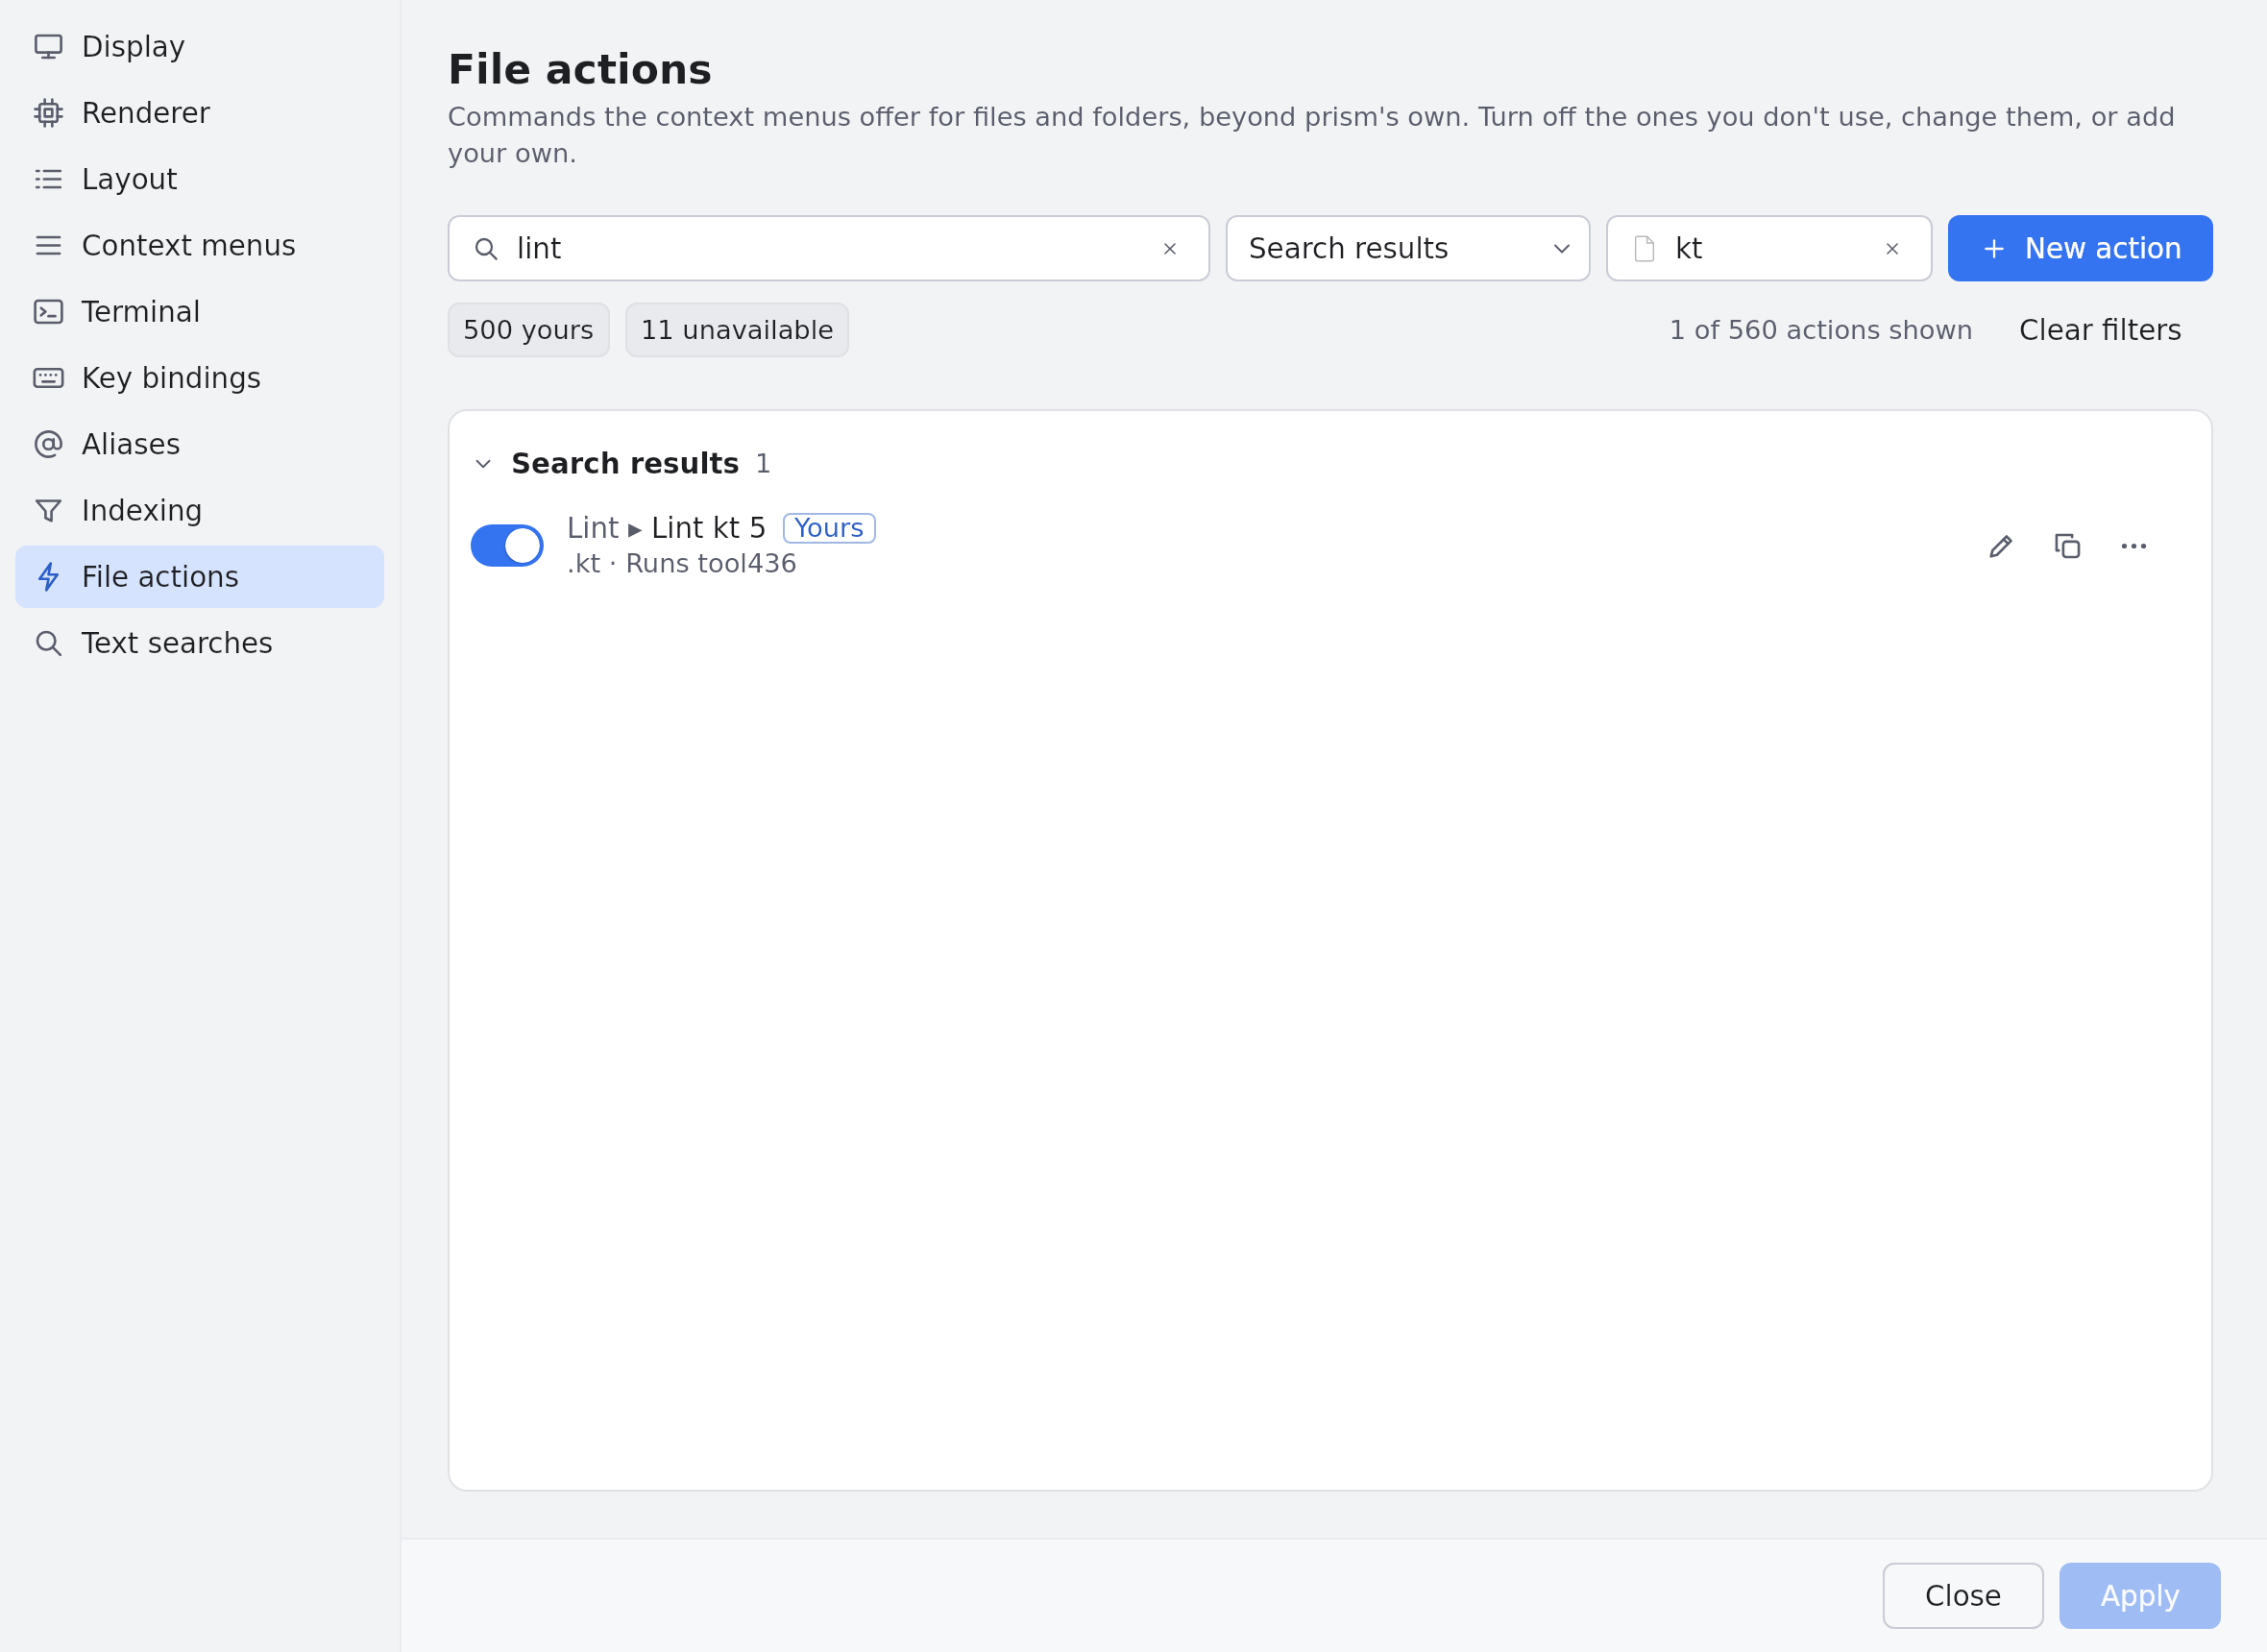 Display
Renderer
Layout
Context menus
Terminal
Key bindings
Aliases
Indexing
File actions
Text searches
File actions
Commands the context menus offer for files and folders, beyond prism's own. Turn off the ones you don't use, change them, or add
your own.
lint
Search results
kt
New action
500 yours
11 unavailable
1 of 560 actions shown
Clear filters
Search results 1
Lint ▸ Lint kt 5 Yours
.kt · Runs tool436
Close
Apply